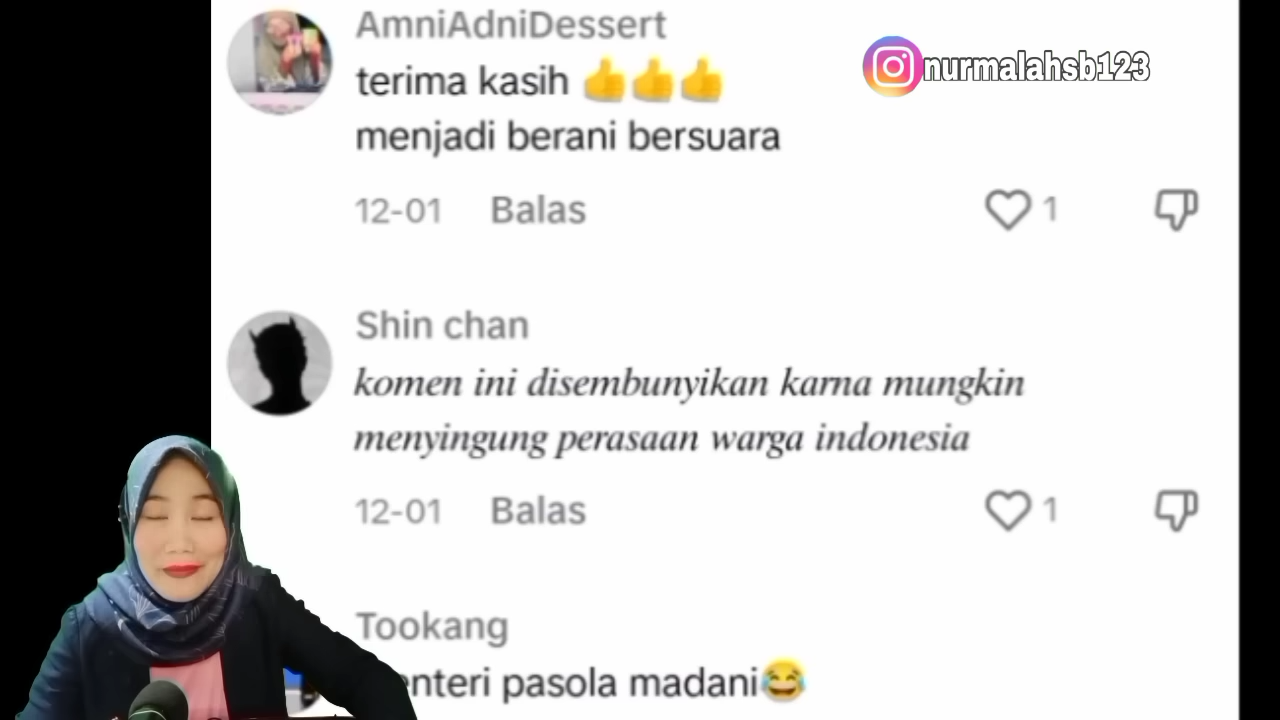 AmniAdniDessert
nurmalahsb123
terima kasih 👍👍👍
menjadi berani bersuara
12-01 Balas 1
Shin chan
komen ini disembunyikan karna mungkin
menyingung perasaan warga indonesia
12-01 Balas 1
Tookang
pasola madani😂